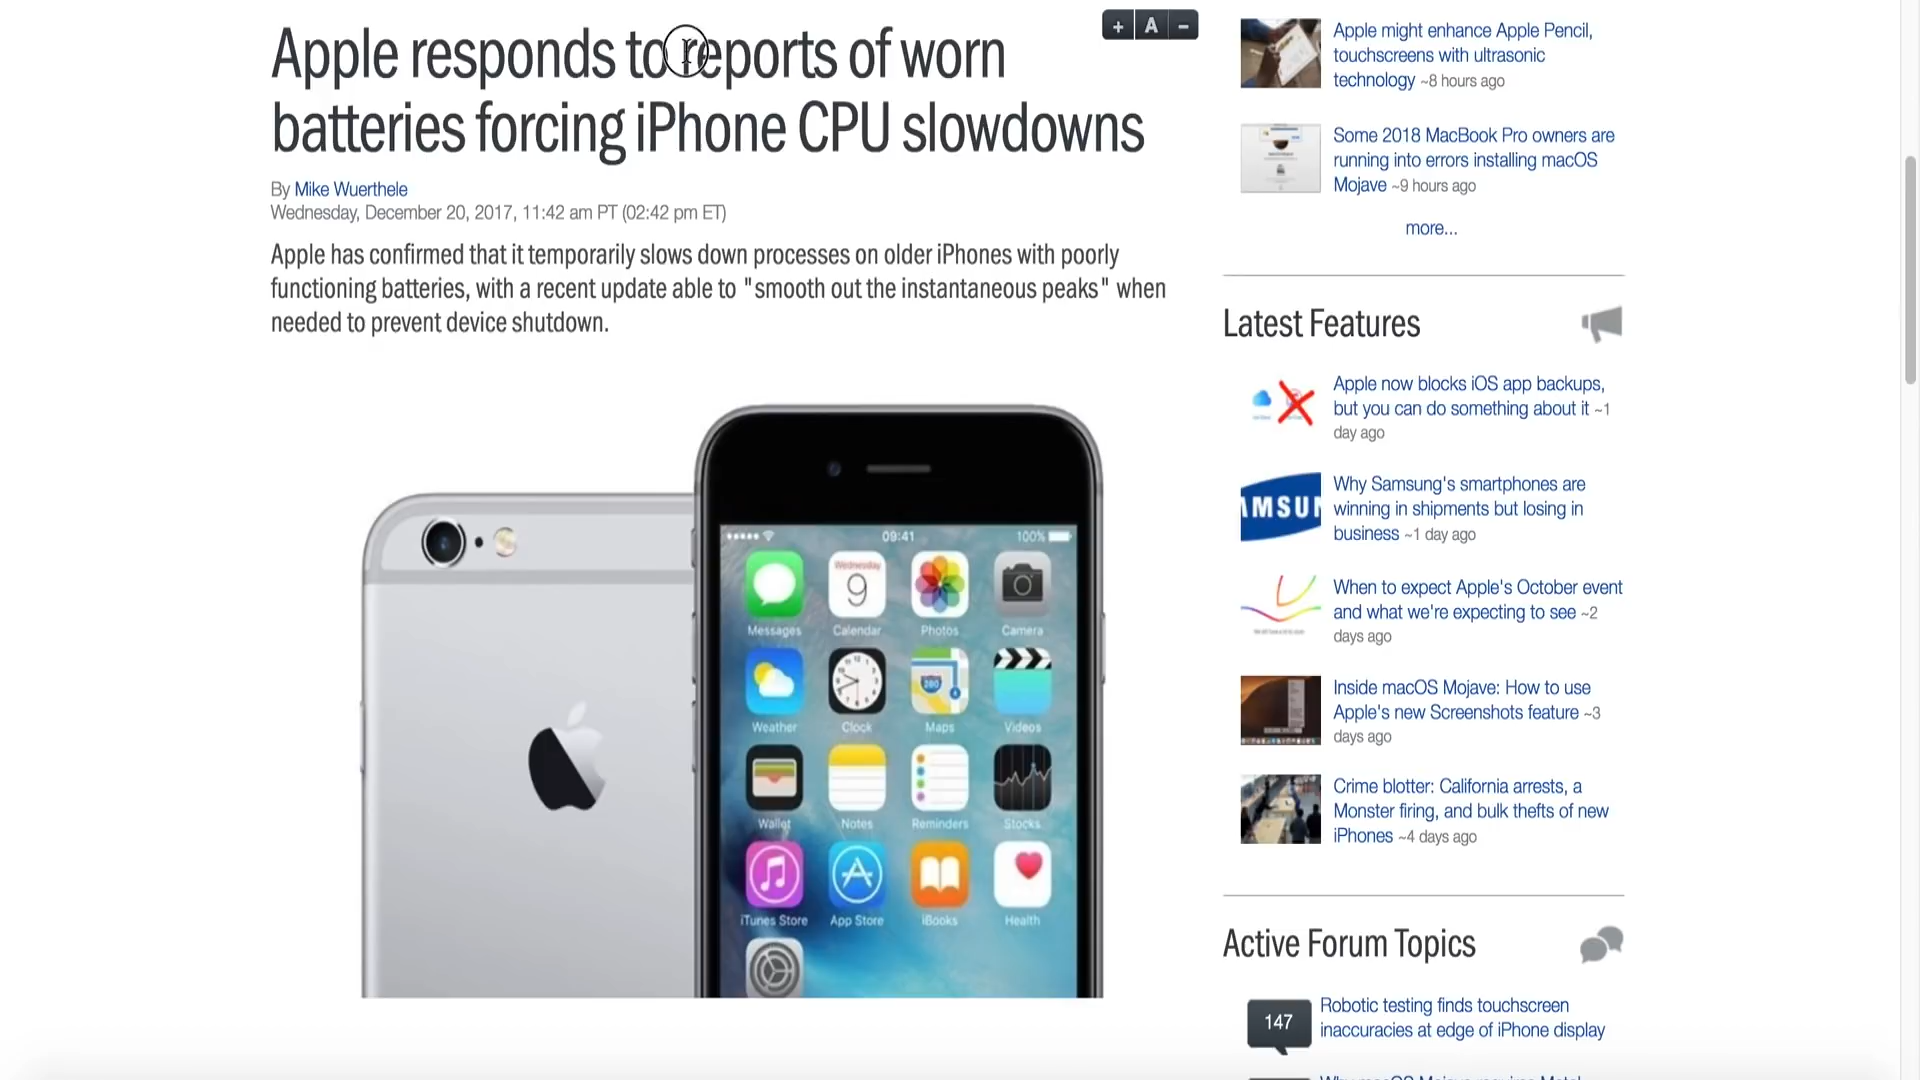 Apple responds to reports of worn
batteries forcing iPhone CPU slowdowns
By Mike Wuerthele
Wednesday, December 20, 2017, 11:42 am PT (02:42 pm ET)
Apple has confirmed that it temporarily slows down processes on older iPhones with poorly
functioning batteries, with a recent update able to "smooth out the instantaneous peaks" when
needed to prevent device shutdown.
09:41
100%
Wednesday
9
Messages
Calendar
Photos
Camera
280
Weather
Clock
Maps
Videos
Wallet
Notes
Reminders
Stocks
iTunes Store
App Store
iBooks
Health
+ A −
Apple might enhance Apple Pencil,
touchscreens with ultrasonic
technology ~8 hours ago
Some 2018 MacBook Pro owners are
running into errors installing macOS
Mojave ~9 hours ago
more...
Latest Features
Apple now blocks iOS app backups,
but you can do something about it ~1
day ago
AMSU
Why Samsung's smartphones are
winning in shipments but losing in
business ~1 day ago
When to expect Apple's October event
and what we're expecting to see ~2
days ago
Inside macOS Mojave: How to use
Apple's new Screenshots feature ~3
days ago
Crime blotter: California arrests, a
Monster firing, and bulk thefts of new
iPhones ~4 days ago
Active Forum Topics
147
Robotic testing finds touchscreen
inaccuracies at edge of iPhone display